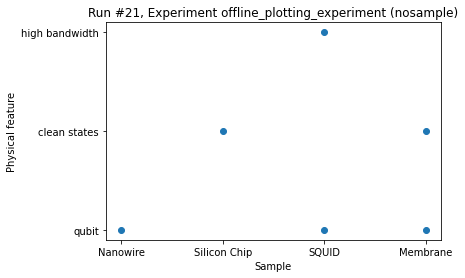 Run #21, Experiment offline_plotting_experiment (nosample)
high bandwidth
clean states
qubit
Physical feature
Nanowire Silicon Chip SQUID Membrane
Sample